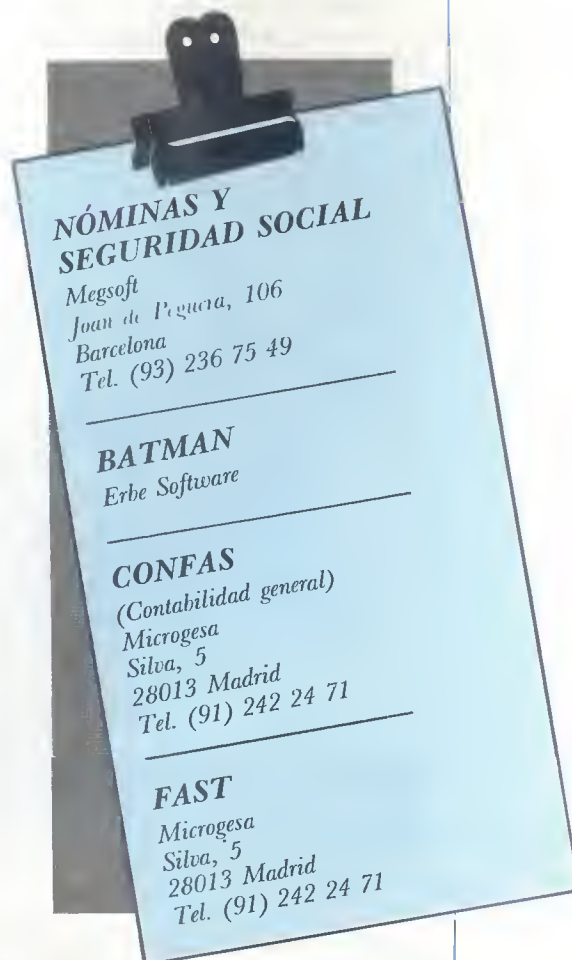 NÓMINAS Y
SEGURIDAD SOCIAL
Megsoft
Joan de Peguera, 106
Barcelona
Tel. (93) 236 75 49
BATMAN
Erbe Software
CONFAS
(Contabilidad general)
Microgesa
Silva, 5
28013 Madrid
Tel. (91) 242 24 71
FAST
Microgesa
Silva, 5
28013 Madrid
Tel. (91) 242 24 71